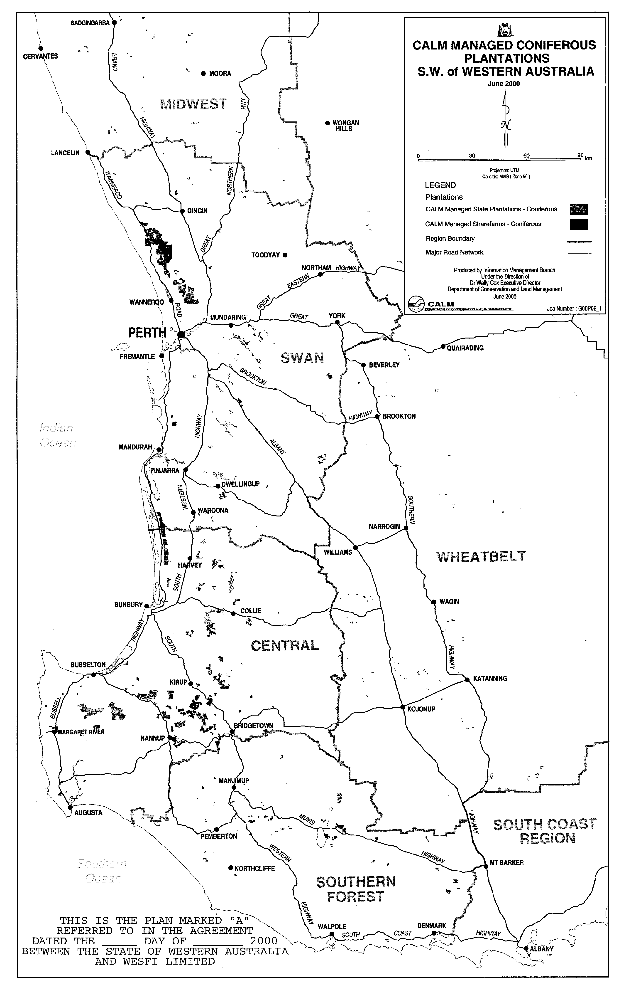 BADGINGARRA
CERVANTES
BRAND
MOORA
MIDWEST
HWY
HIGHWAY
WONGAN
HILLS
LANCELIN
WANNEROO
NORTHERN
GINGIN
GREAT
TOODYAY
NORTHAM
HIGHWAY
EASTERN
GREAT
WANNEROO
ROAD
MUNDARING
GREAT
YORK
PERTH
QUAIRADING
FREMANTLE
SWAN
BEVERLEY
BROOKTON
HIGHWAY
BROOKTON
HIGHWAY
Indian
Ocean
ALBANY
MANDURAH
PINJARRA
DWELLINGUP
WESTERN
SOUTHERN
WAROONA
NARROGIN
WILLIAMS
WHEATBELT
HARVEY
SOUTH
BUNBURY
COLLIE
WAGIN
HIGHWAY
SOUTH
CENTRAL
HIGHWAY
BUSSELTON
KIRUP
KATANNING
BUSSELL
KOJONUP
MARGARET RIVER
BRIDGETOWN
NANNUP
MANJIMUP
AUGUSTA
MUIRS
HIGHWAY
SOUTH COAST
REGION
PEMBERTON
WESTERN
HIGHWAY
MT BARKER
Southern
Ocean
NORTHCLIFFE
SOUTHERN
FOREST
HIGHWAY
WALPOLE
SOUTH
COAST
DENMARK
HIGHWAY
ALBANY
CALM MANAGED CONIFEROUS
PLANTATIONS
S.W. of WESTERN AUSTRALIA
June 2000
N
0 30 60 90 km
Projection: UTM
Co-ords: AMG ( Zone 50 )
LEGEND
Plantations
CALM Managed State Plantations - Coniferous
CALM Managed Sharefarms - Coniferous
Region Boundary
Major Road Network
Produced by Information Management Branch
Under the Direction of
Dr Wally Cox Executive Director
Department of Conservation and Land Management
June 2000
CALM
DEPARTMENT OF CONSERVATION and LAND MANAGEMENT
Job Number : G00P06_1
THIS IS THE PLAN MARKED "A"
REFERRED TO IN THE AGREEMENT
DATED THE _____ DAY OF _______ 2000
BETWEEN THE STATE OF WESTERN AUSTRALIA
AND WESFI LIMITED